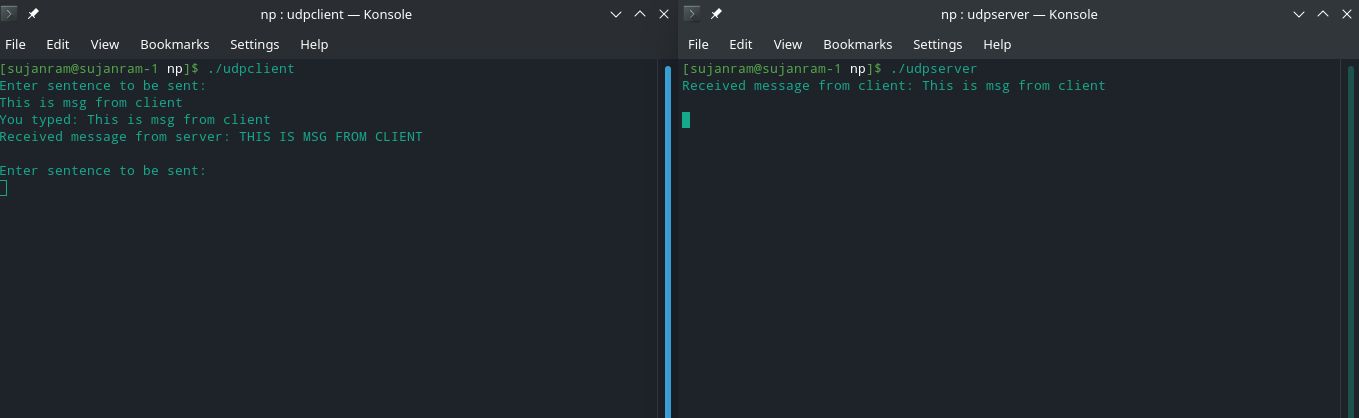 np : udpclient — Konsole
File Edit View Bookmarks Settings Help
[sujanram@sujanram-1 np]$ ./udpclient
Enter sentence to be sent:
This is msg from client
You typed: This is msg from client
Received message from server: THIS IS MSG FROM CLIENT
Enter sentence to be sent:
np : udpserver — Konsole
File Edit View Bookmarks Settings Help
[sujanram@sujanram-1 np]$ ./udpserver
Received message from client: This is msg from client